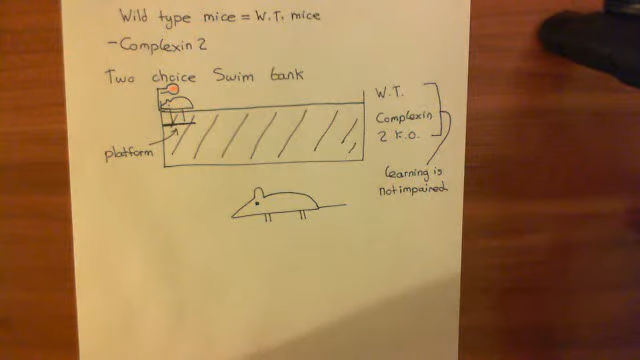 Wild type mice = W.T. mice
- Complexin 2
Two choice Swim tank
W.T.
Complexin
2 K.O.
platform
Learning is
not impaired